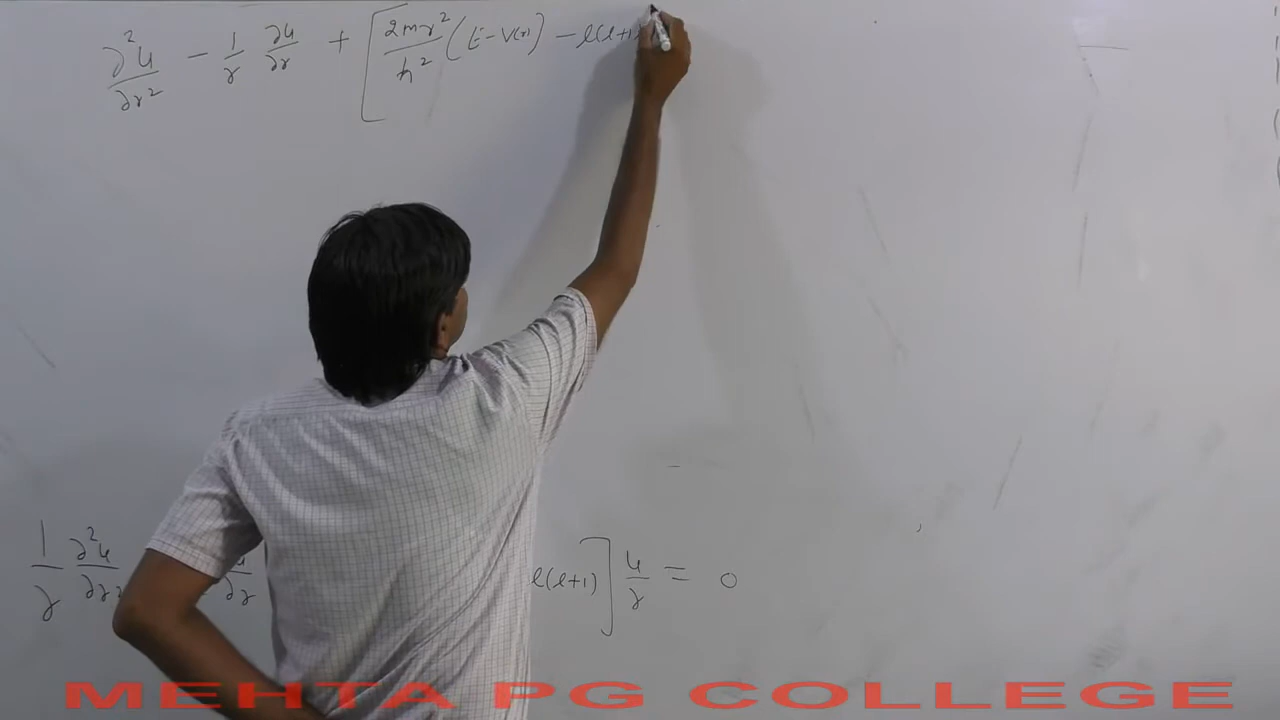 ∂²u/∂r² - 1/r ∂u/∂r + [ 2mr²/ħ² (E - V(r)) - l(l+1)
1/r ∂²u/∂r² ∂r l(l+1) ] u/r = 0
MEHTA PG COLLEGE